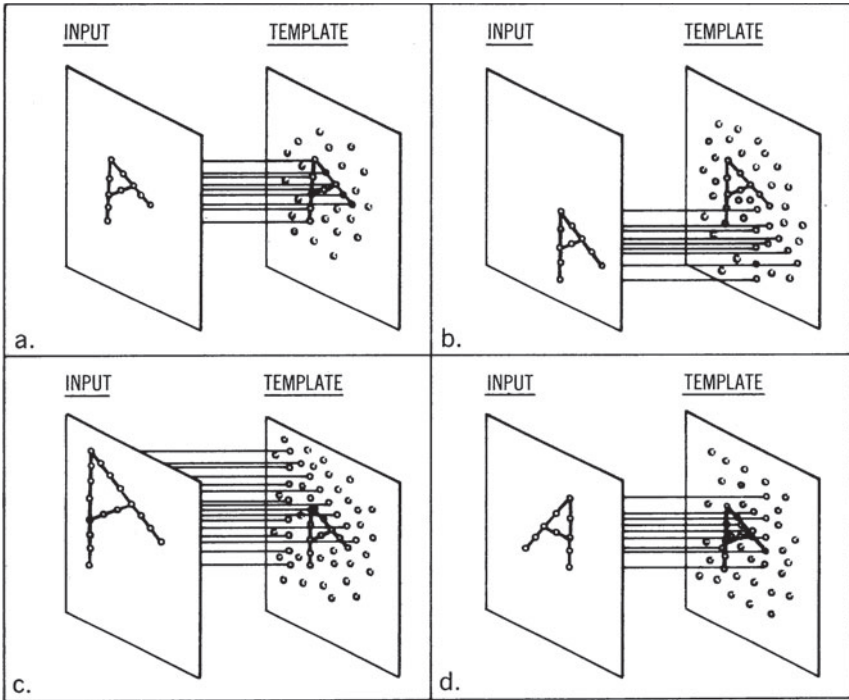 INPUT TEMPLATE
a.
INPUT TEMPLATE
b.
INPUT TEMPLATE
c.
INPUT TEMPLATE
d.